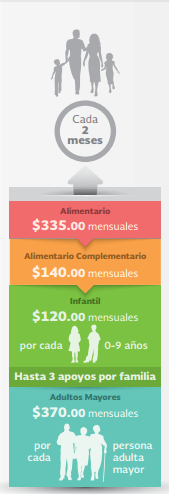 Cada
2
meses
Alimentario
$335.00 mensuales
Alimentario Complementario
$140.00 mensuales
Infantil
$120.00 mensuales
por cada 0-9 años
Hasta 3 apoyos por familia
Adultos Mayores
$370.00 mensuales
por cada
persona adulta mayor